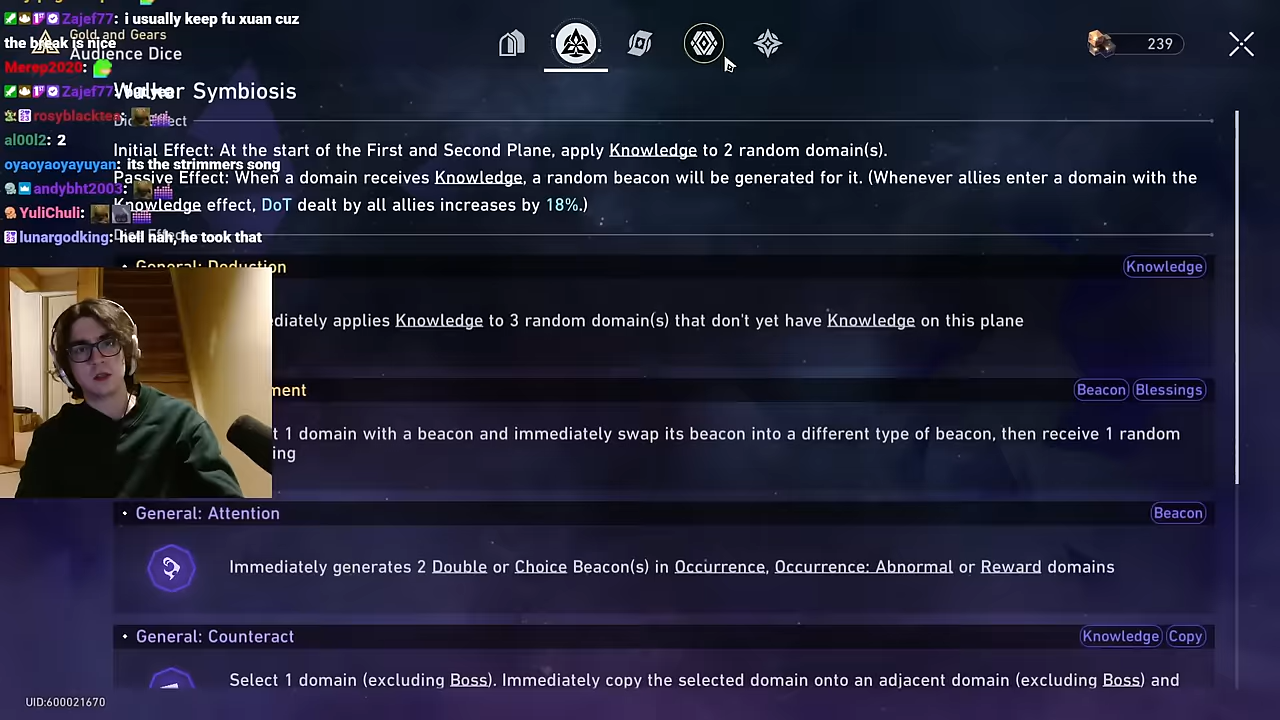 Zajef77: i usually keep fu xuan cuz
the break is nice
Gold and Gears
Audience Dice
Merep2020:
Zajef77:
Walker Symbiosis
rosyblacktea:
al00l2: 2
oyaoyaoyayuyan: its the strimmers song
andybht2003:
YuliChuli:
lunargodking: hell nah, he took that
239
Initial Effect: At the start of the First and Second Plane, apply Knowledge to 2 random domain(s).
Passive Effect: When a domain receives Knowledge, a random beacon will be generated for it. (Whenever allies enter a domain with the
Knowledge effect, DoT dealt by all allies increases by 18%.)
General: Deduction
Knowledge
ediately applies Knowledge to 3 random domain(s) that don't yet have Knowledge on this plane
ment
Beacon Blessings
t 1 domain with a beacon and immediately swap its beacon into a different type of beacon, then receive 1 random
ing
General: Attention
Beacon
Immediately generates 2 Double or Choice Beacon(s) in Occurrence, Occurrence: Abnormal or Reward domains
General: Counteract
Knowledge Copy
Select 1 domain (excluding Boss). Immediately copy the selected domain onto an adjacent domain (excluding Boss) and
UID:600021670